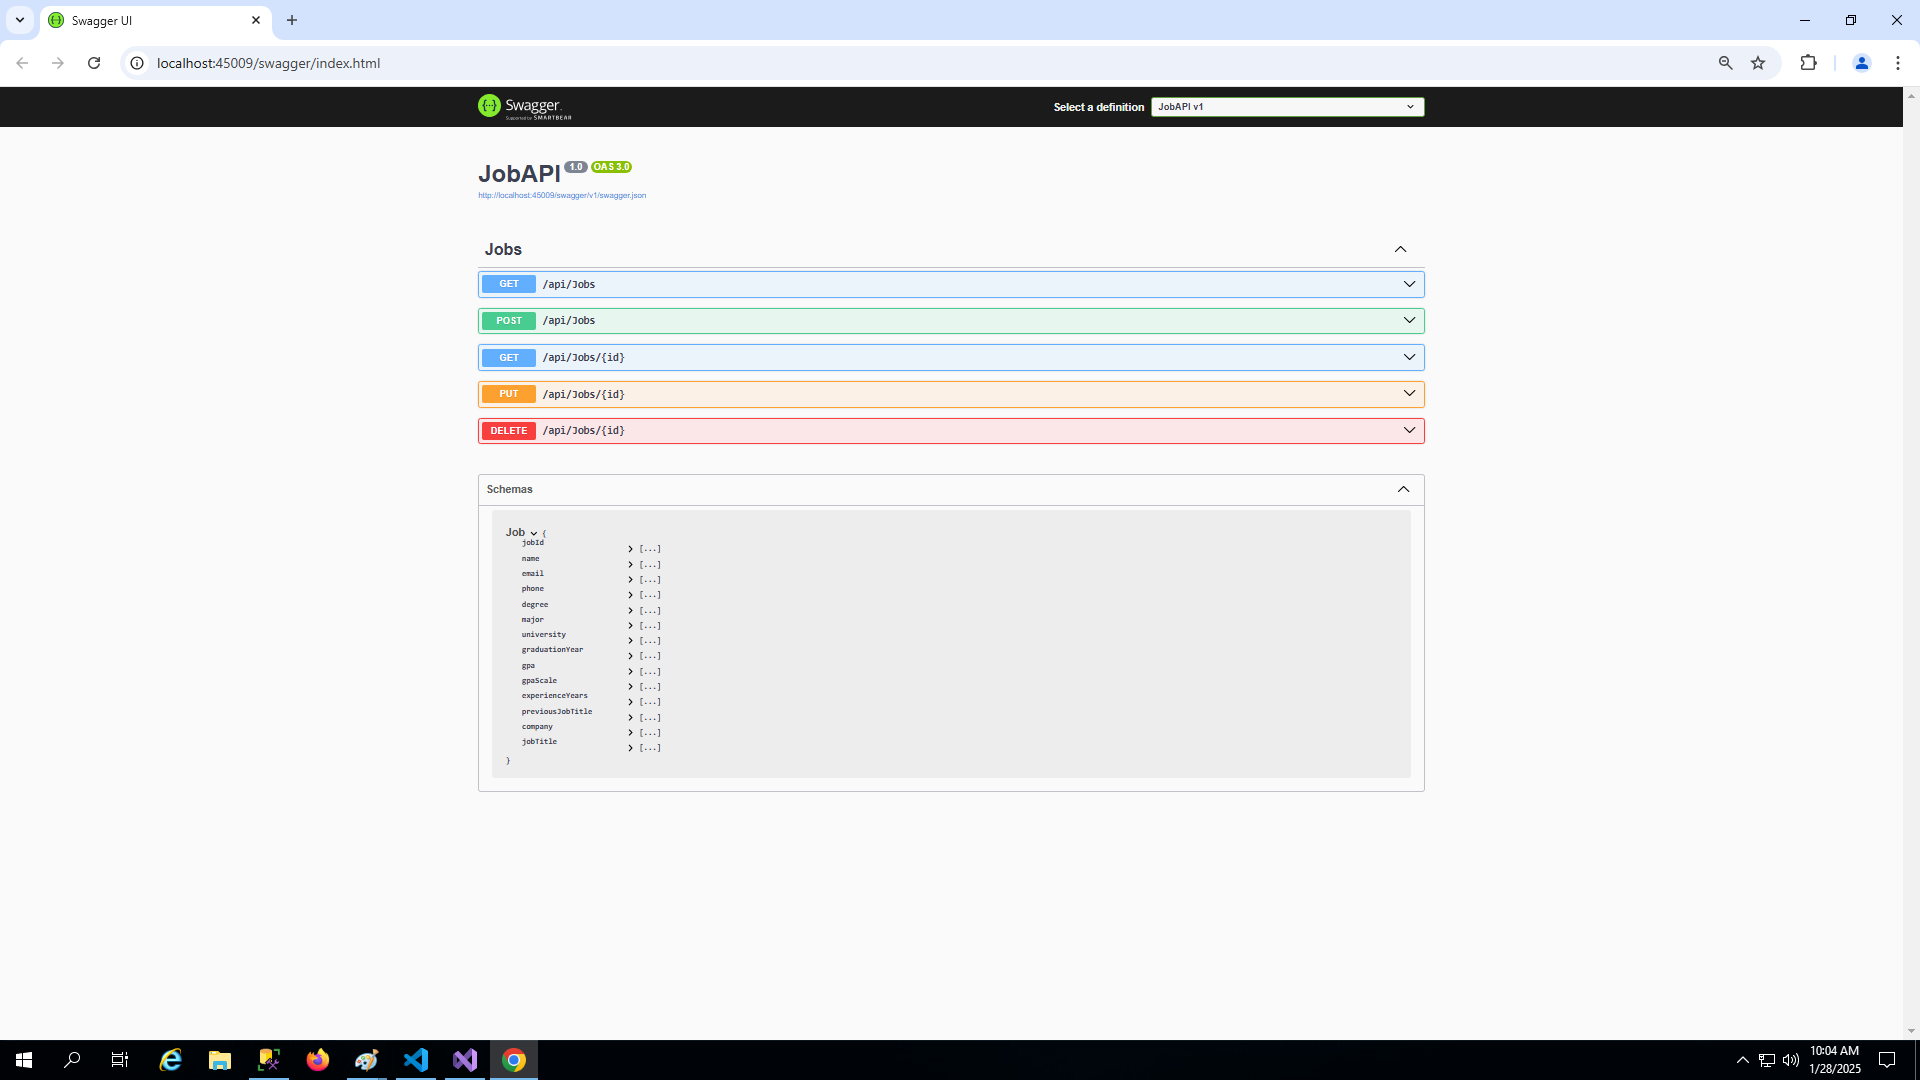 Swagger UI
localhost:45009/swagger/index.html
Swagger.
Supported by SMARTBEAR
Select a definition
JobAPI v1
JobAPI 1.0 OAS 3.0
http://localhost:45009/swagger/v1/swagger.json
Jobs
GET /api/Jobs
POST /api/Jobs
GET /api/Jobs/{id}
PUT /api/Jobs/{id}
DELETE /api/Jobs/{id}
Schemas
Job {
jobId [...]
name [...]
email [...]
phone [...]
degree [...]
major [...]
university [...]
graduationYear [...]
gpa [...]
gpaScale [...]
experienceYears [...]
previousJobTitle [...]
company [...]
jobTitle [...]
}
10:04 AM
1/28/2025